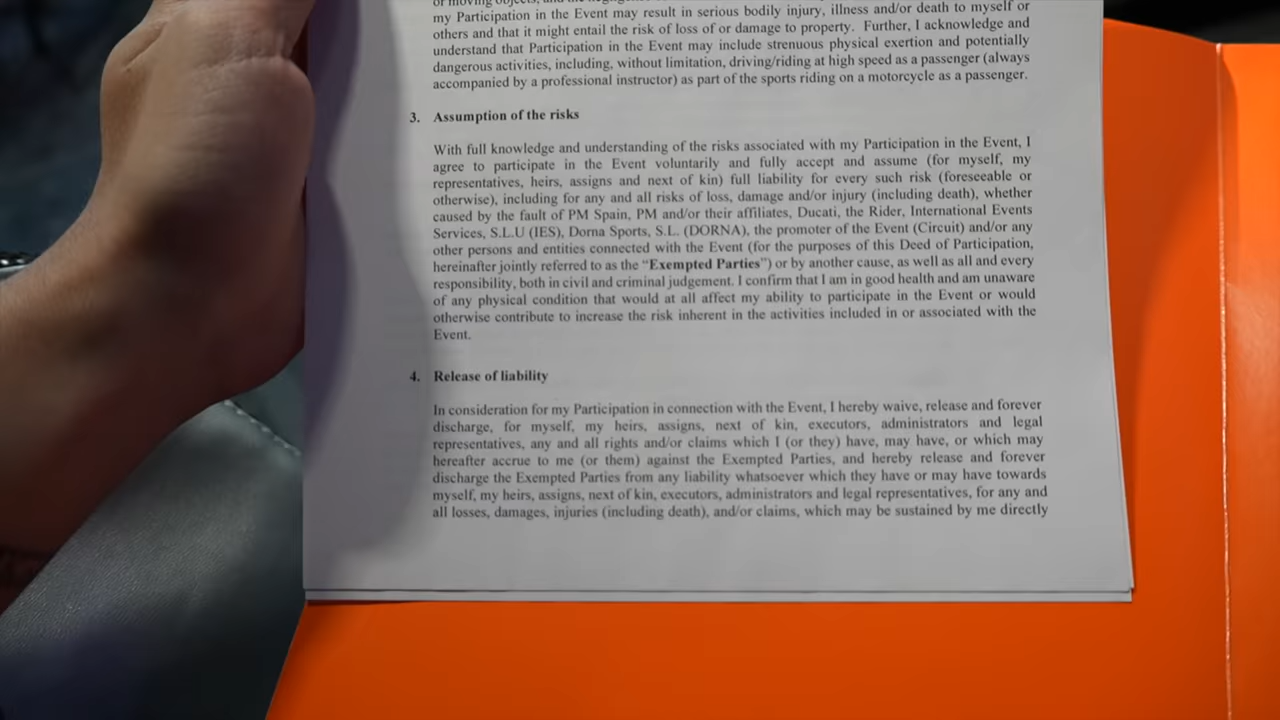 or moving objects, and the
my Participation in the Event may result in serious bodily injury, illness and/or death to myself or
others and that it might entail the risk of loss of or damage to property. Further, I acknowledge and
understand that Participation in the Event may include strenuous physical exertion and potentially
dangerous activities, including, without limitation, driving/riding at high speed as a passenger (always
accompanied by a professional instructor) as part of the sports riding on a motorcycle as a passenger.
3. Assumption of the risks
With full knowledge and understanding of the risks associated with my Participation in the Event, I
agree to participate in the Event voluntarily and fully accept and assume (for myself, my
representatives, heirs, assigns and next of kin) full liability for every such risk (foreseeable or
otherwise), including for any and all risks of loss, damage and/or injury (including death), whether
caused by the fault of PM Spain, PM and/or their affiliates, Ducati, the Rider, International Events
Services, S.L.U (IES), Dorna Sports, S.L. (DORNA), the promoter of the Event (Circuit) and/or any
other persons and entities connected with the Event (for the purposes of this Deed of Participation,
hereinafter jointly referred to as the “Exempted Parties”) or by another cause, as well as all and every
responsibility, both in civil and criminal judgement. I confirm that I am in good health and am unaware
of any physical condition that would at all affect my ability to participate in the Event or would
otherwise contribute to increase the risk inherent in the activities included in or associated with the
Event.
4. Release of liability
In consideration for my Participation in connection with the Event, I hereby waive, release and forever
discharge, for myself, my heirs, assigns, next of kin, executors, administrators and legal
representatives, any and all rights and/or claims which I (or they) have, may have, or which may
hereafter accrue to me (or them) against the Exempted Parties, and hereby release and forever
discharge the Exempted Parties from any liability whatsoever which they have or may have towards
myself, my heirs, assigns, next of kin, executors, administrators and legal representatives, for any and
all losses, damages, injuries (including death), and/or claims, which may be sustained by me directly